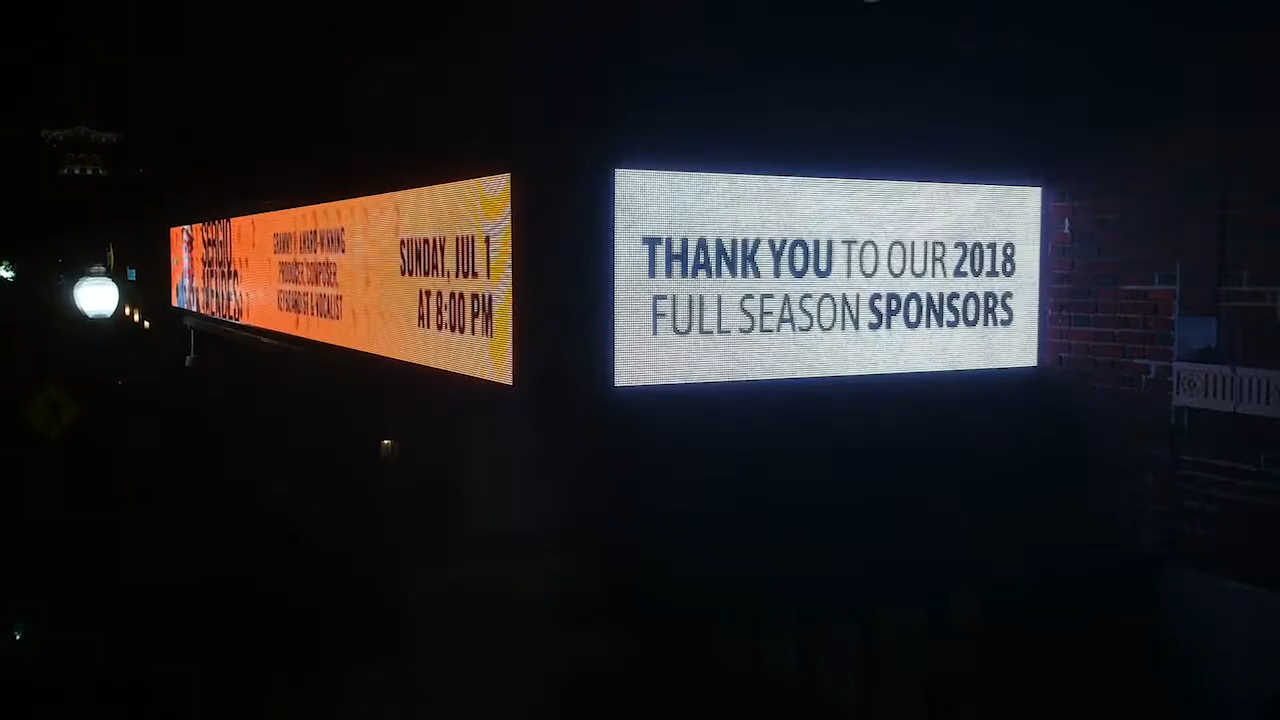 SERGIO
MENDES
GRAMMY® AWARD-WINNING
PRODUCER, COMPOSER,
KEYBOARDIST & VOCALIST
SUNDAY, JUL 1
AT 8:00 PM
THANK YOU TO OUR 2018
FULL SEASON SPONSORS